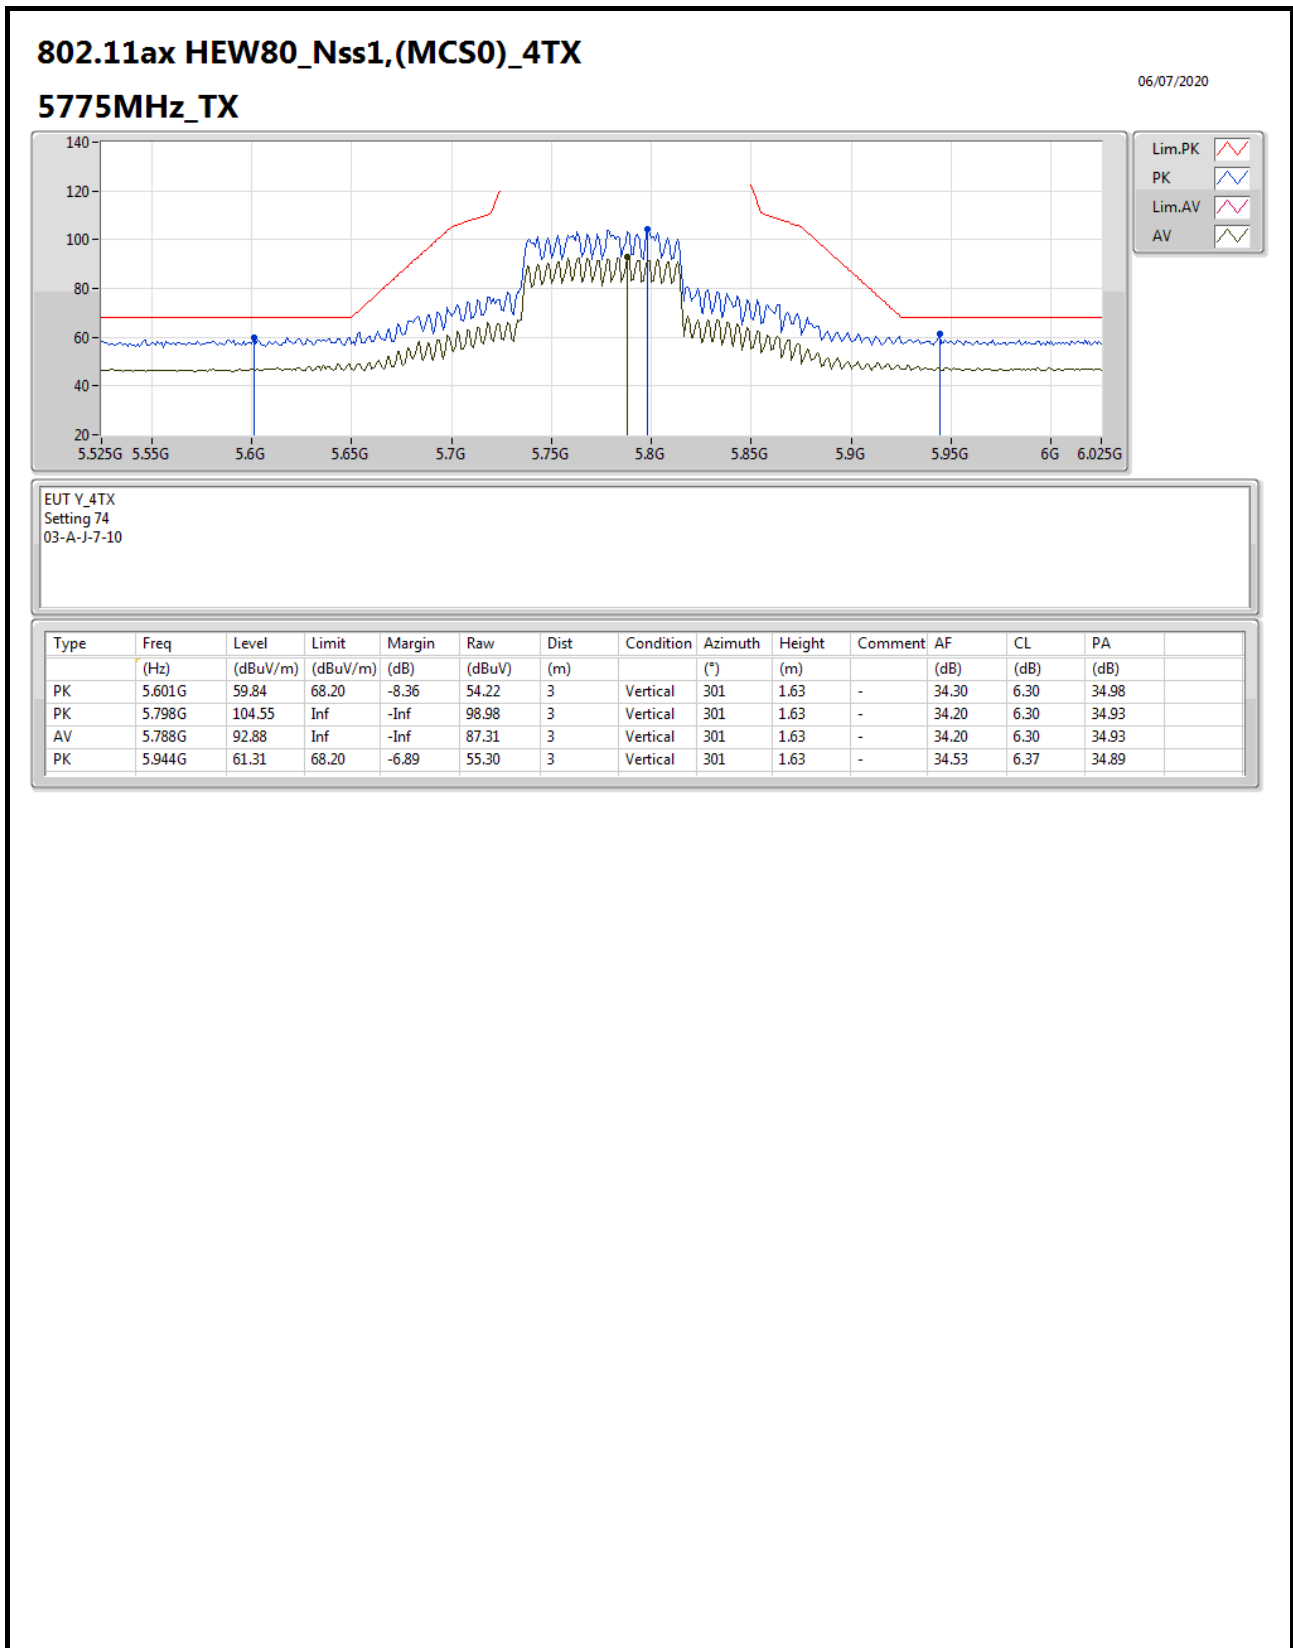 802.11ax HEW80_Nss1,(MCS0)_4TX
06/07/2020
5775MHz_TX
140
120
100
80
60
40
20
5.525G 5.55G 5.6G 5.65G 5.7G 5.75G 5.8G 5.85G 5.9G 5.95G 6G 6.025G
Lim.PK
PK
Lim.AV
AV
EUT Y_4TX
Setting 74
03-A-J-7-10
Type Freq Level Limit Margin Raw Dist Condition Azimuth Height Comment AF CL PA
(Hz) (dBuV/m) (dBuV/m) (dB) (dBuV) (m) (°) (m) (dB) (dB) (dB)
PK 5.601G 59.84 68.20 -8.36 54.22 3 Vertical 301 1.63 - 34.30 6.30 34.98
PK 5.798G 104.55 Inf -Inf 98.98 3 Vertical 301 1.63 - 34.20 6.30 34.93
AV 5.788G 92.88 Inf -Inf 87.31 3 Vertical 301 1.63 - 34.20 6.30 34.93
PK 5.944G 61.31 68.20 -6.89 55.30 3 Vertical 301 1.63 - 34.53 6.37 34.89